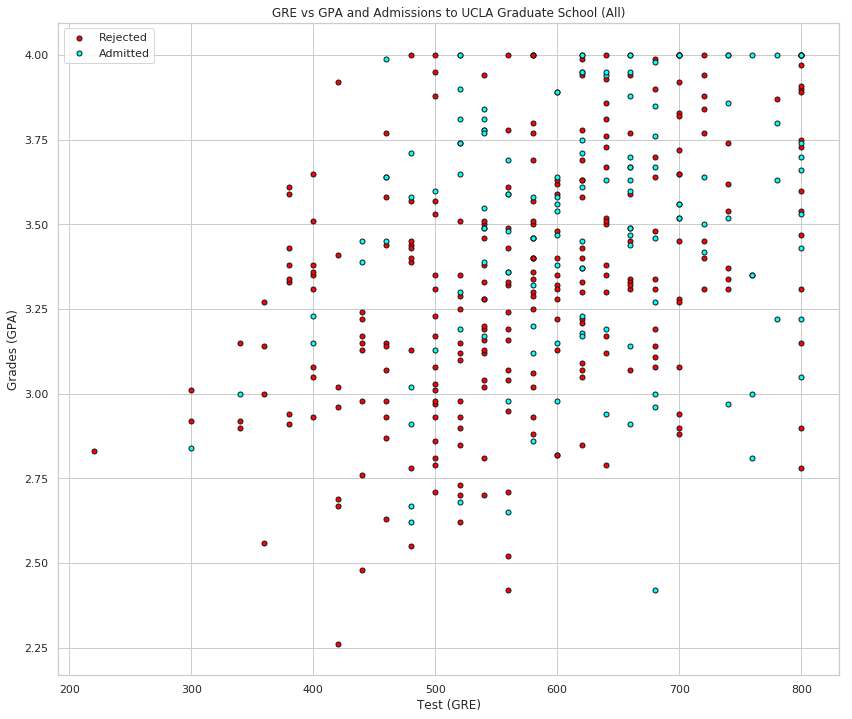 GRE vs GPA and Admissions to UCLA Graduate School (All)
Rejected
Admitted
Grades (GPA)
4.00
3.75
3.50
3.25
3.00
2.75
2.50
2.25
200 300 400 500 600 700 800
Test (GRE)